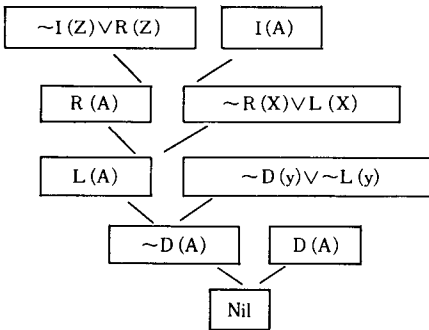 ~I(Z)∨R(Z) I(A)
R(A) ~R(X)∨L(X)
L(A) ~D(y)∨~L(y)
~D(A) D(A)
Nil